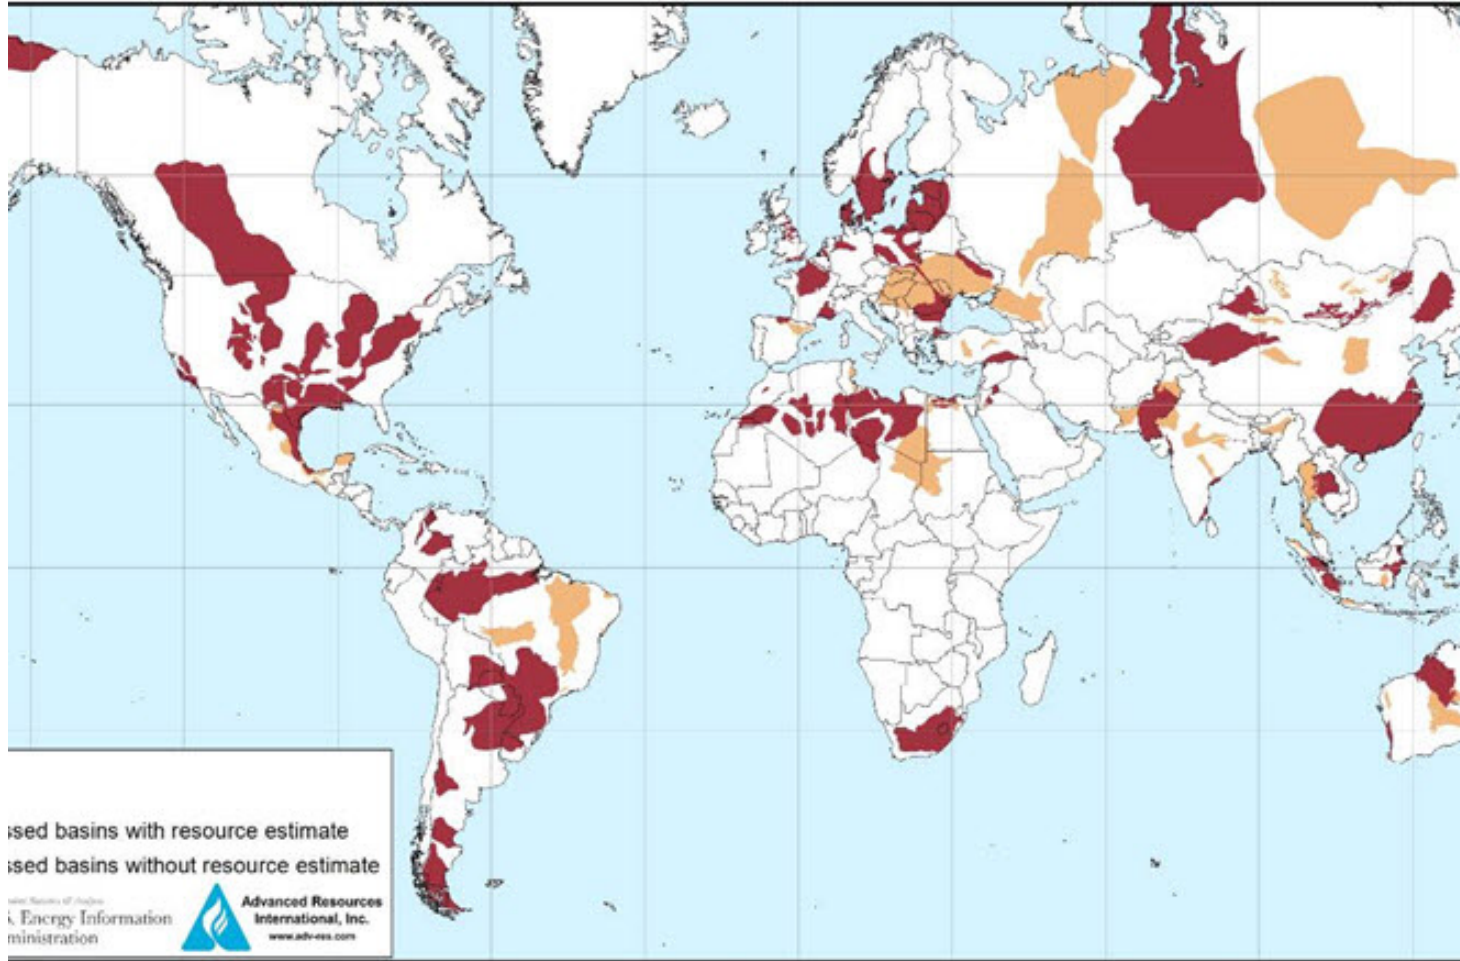 ssed basins with resource estimate
ssed basins without resource estimate
Energy Information
ministration
Advanced Resources
International, Inc.
www.adv-res.com